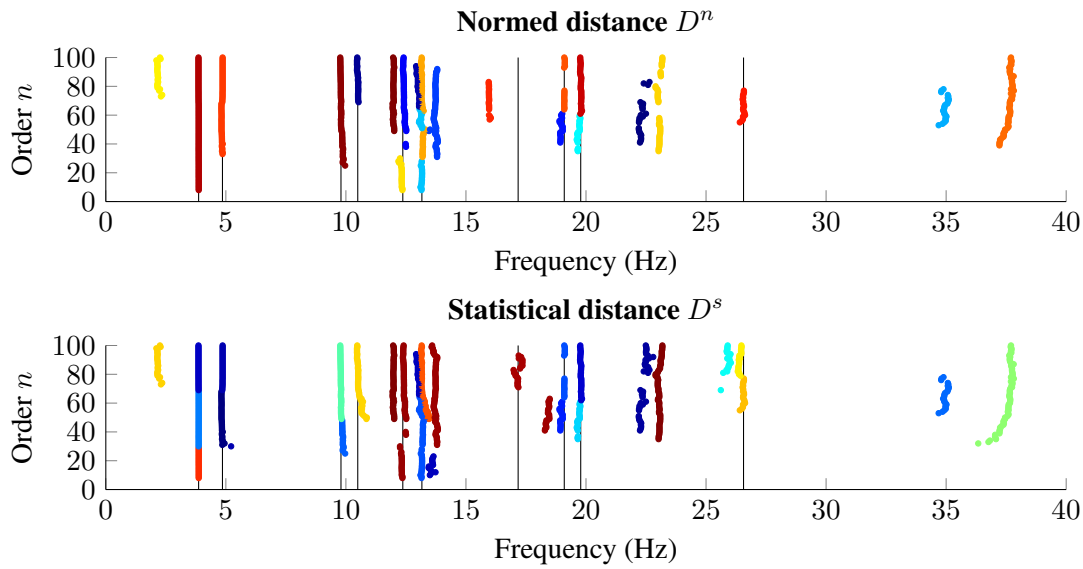 Normed distance Dⁿ
100
80
60
40
20
0
Order n
0 5 10 15 20 25 30 35 40
Frequency (Hz)
Statistical distance Dˢ
100
80
60
40
20
0
Order n
0 5 10 15 20 25 30 35 40
Frequency (Hz)